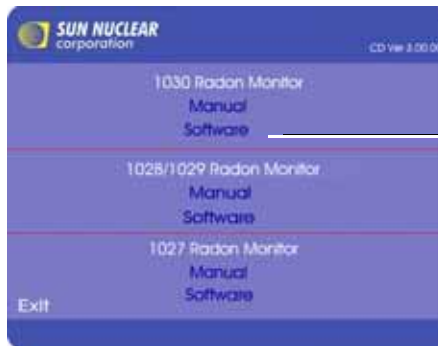 SUN NUCLEAR
corporation
CD Ver 3.00.0
1030 Radon Monitor
Manual
Software
1028/1029 Radon Monitor
Manual
Software
1027 Radon Monitor
Manual
Software
Exit